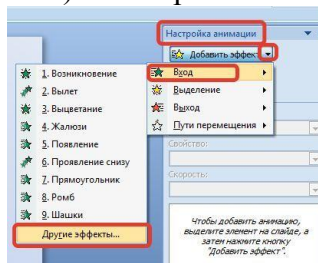 Настройка анимации
Добавить эффект
Вход
Выделение
Выход
Пути перемещения
1. Возникновение
2. Вылет
3. Выцветание
4. Жалюзи
5. Появление
6. Проявление снизу
7. Прямоугольник
8. Ромб
9. Шашки
Другие эффекты...
Свойство:
Скорость:
Чтобы добавить анимацию,
выделите элемент на слайде, а
затем нажмите кнопку
"Добавить эффект".